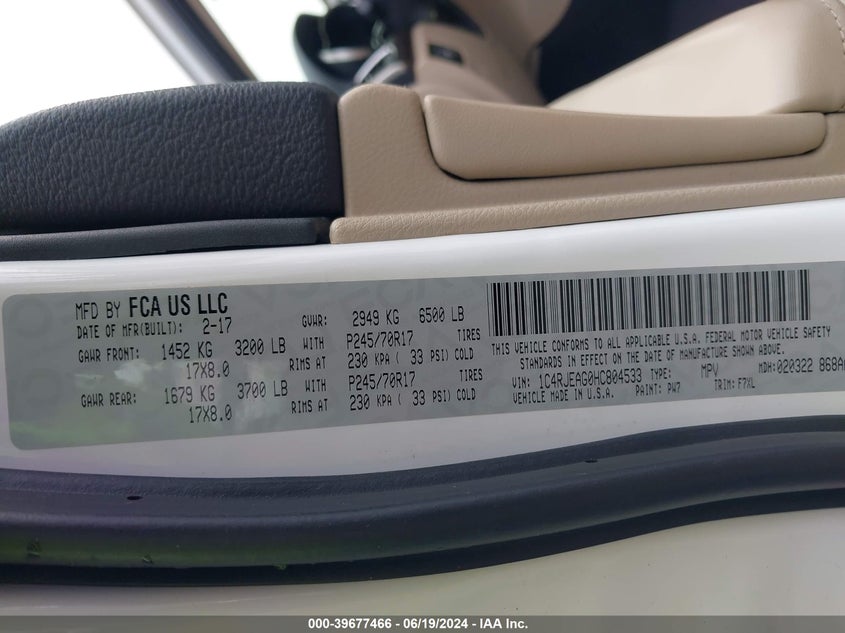 MFD BY FCA US LLC
DATE OF MFR(BUILT): 2-17
GVWR: 2949 KG 6500 LB
GAWR FRONT: 1452 KG 3200 LB WITH P245/70R17 TIRES
17X8.0 RIMS AT 230 KPA ( 33 PSI) COLD
GAWR REAR: 1679 KG 3700 LB WITH P245/70R17 TIRES
17X8.0 RIMS AT 230 KPA ( 33 PSI) COLD
THIS VEHICLE CONFORMS TO ALL APPLICABLE U.S.A. FEDERAL MOTOR VEHICLE SAFETY
STANDARDS IN EFFECT ON THE DATE OF MANUFACTURE SHOWN ABOVE.
VIN: 1C4RJEAG0HC804533 TYPE: MPV MDH:020322
VEHICLE MADE IN U.S.A. PAINT: PW7 TRIM: F7XL
000-39677466 - 06/19/2024 - IAA Inc.